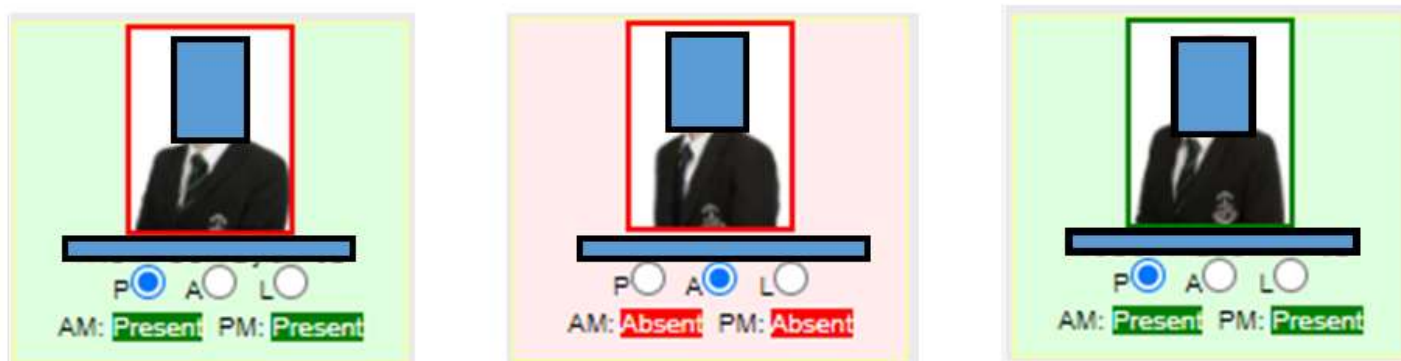 P A L
AM: Present PM: Present
P A L
AM: Absent PM: Absent
P A L
AM: Present PM: Present